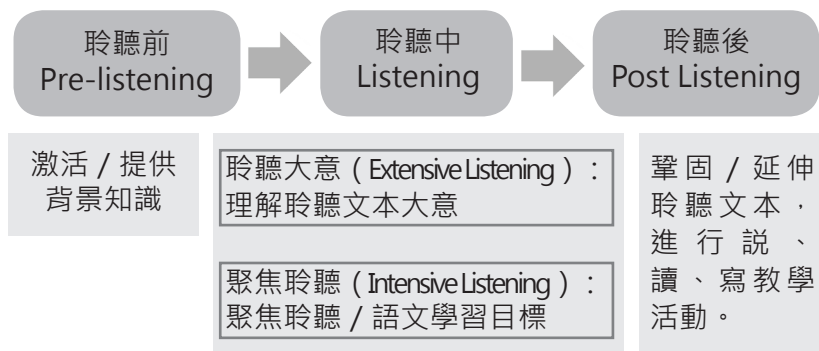 聆聽前
Pre-listening
聆聽中
Listening
聆聽後
Post Listening
激活 / 提供
背景知識
聆聽大意（Extensive Listening）：
理解聆聽文本大意
聚焦聆聽（Intensive Listening）：
聚焦聆聽 / 語文學習目標
鞏固 / 延伸
聆聽文本，
進行説、
讀、寫教學
活動。